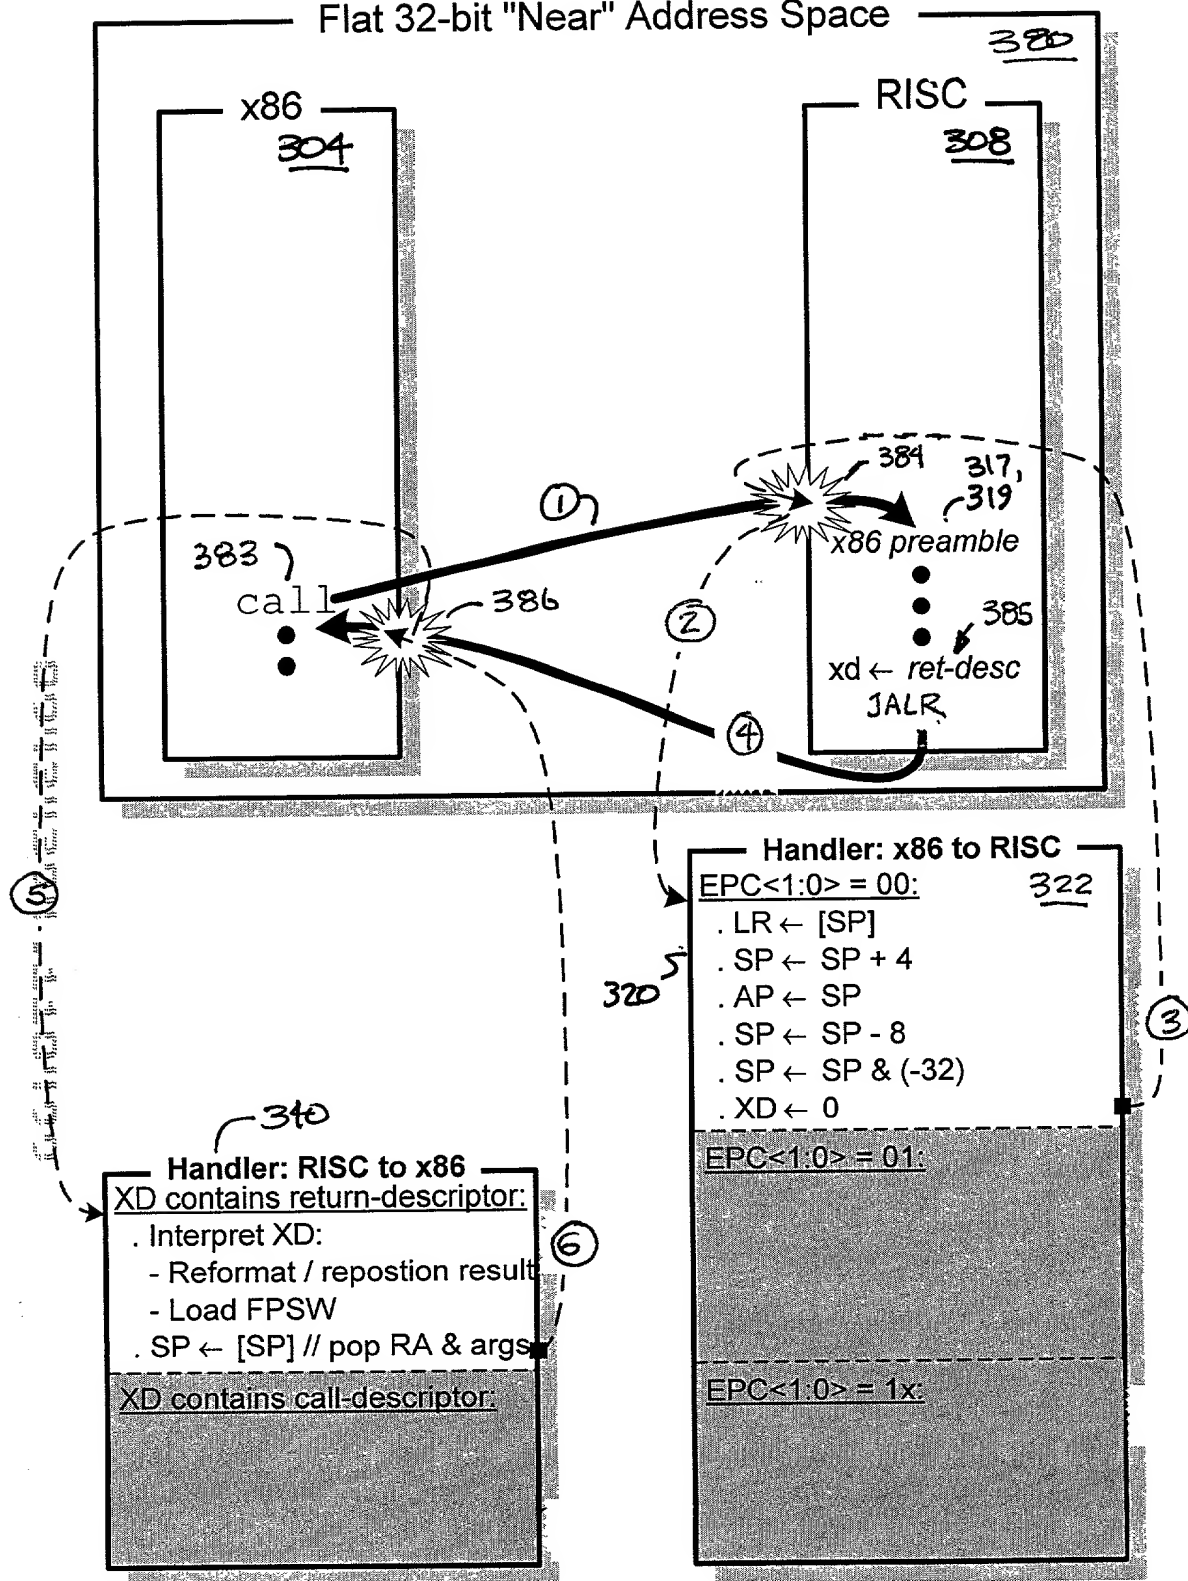 Flat 32-bit "Near" Address Space
380
x86
304
RISC
308
384
317,
319
①
x86 preamble
383
call
386
②
385
xd ← ret-desc
JALR
④
Handler: x86 to RISC
EPC<1:0> = 00:
322
⑤
. LR ← [SP]
. SP ← SP + 4
320
. AP ← SP
③
. SP ← SP - 8
. SP ← SP & (-32)
. XD ← 0
340
EPC<1:0> = 01:
Handler: RISC to x86
XD contains return-descriptor:
. Interpret XD:
⑥
- Reformat / repostion result
- Load FPSW
. SP ← [SP] // pop RA & args
EPC<1:0> = 1x:
XD contains call-descriptor: